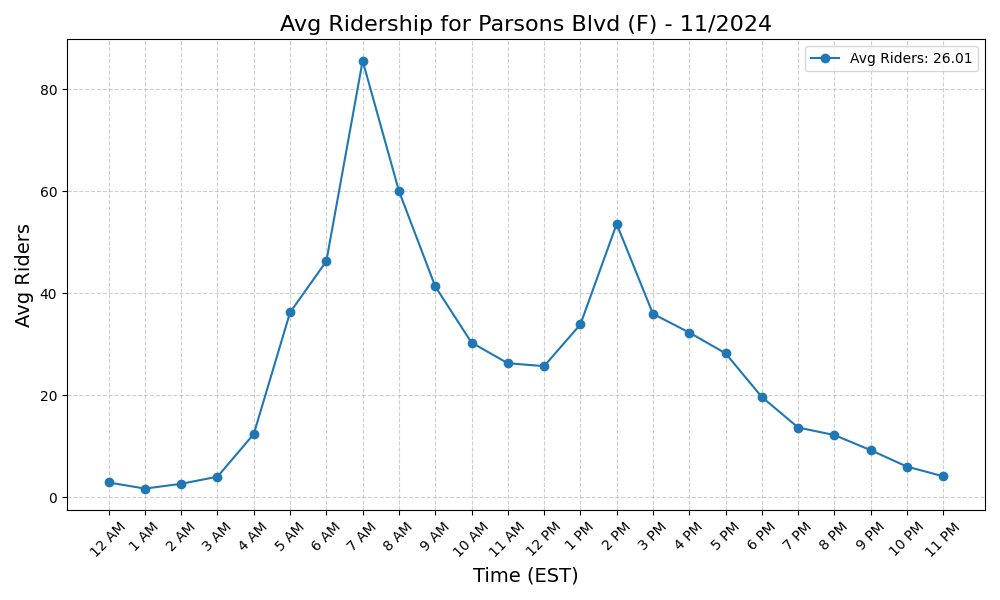 Avg Ridership for Parsons Blvd (F) - 11/2024
Avg Riders: 26.01
Avg Riders
80
60
40
20
0
12 AM
1 AM
2 AM
3 AM
4 AM
5 AM
6 AM
7 AM
8 AM
9 AM
10 AM
11 AM
12 PM
1 PM
2 PM
3 PM
4 PM
5 PM
6 PM
7 PM
8 PM
9 PM
10 PM
11 PM
Time (EST)